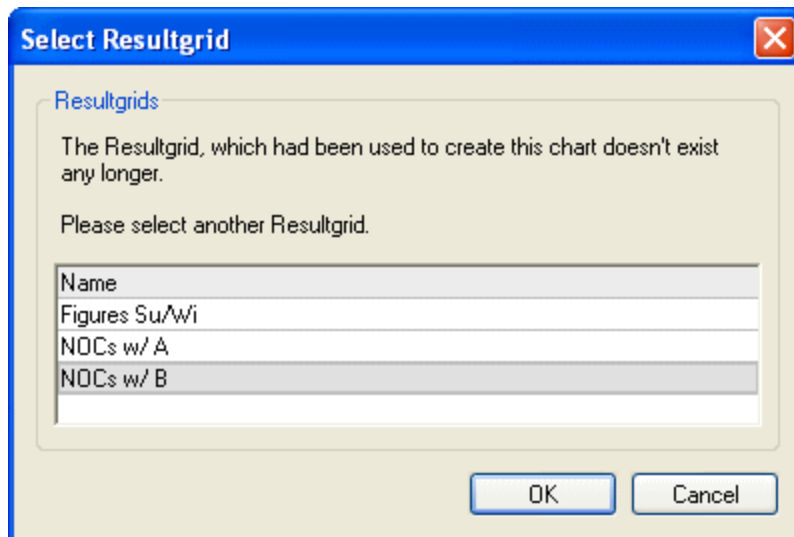 Select Resultgrid
Resultgrids
The Resultgrid, which had been used to create this chart doesn't exist
any longer.
Please select another Resultgrid.
Name
Figures Su/Wi
NOCs w/ A
NOCs w/ B
OK Cancel